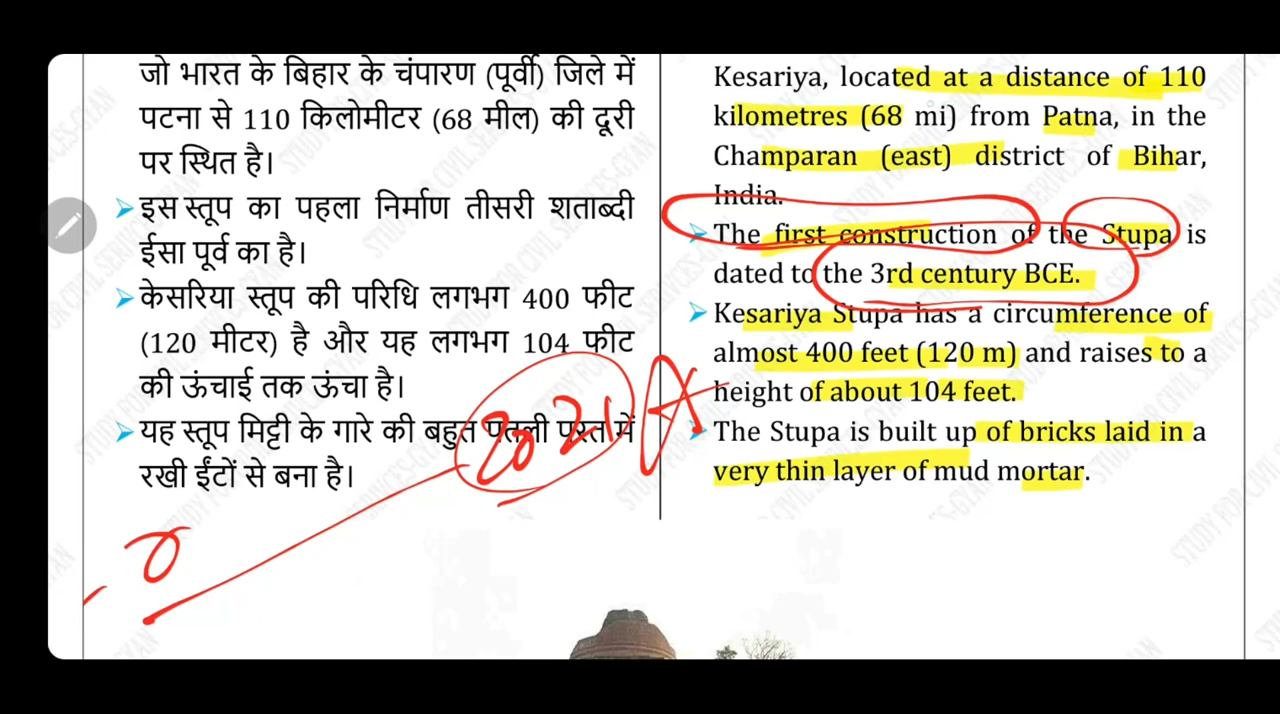 जो भारत के बिहार के चंपारण (पूर्वी) जिले में
पटना से 110 किलोमीटर (68 मील) की दूरी
पर स्थित है।
इस स्तूप का पहला निर्माण तीसरी शताब्दी
ईसा पूर्व का है।
केसरिया स्तूप की परिधि लगभग 400 फीट
(120 मीटर) है और यह लगभग 104 फीट
की ऊंचाई तक ऊंचा है।
यह स्तूप मिट्टी के गारे की बहुत पतली परत में
रखी ईंटों से बना है।
2021
Kesariya, located at a distance of 110
kilometres (68 mi) from Patna, in the
Champaran (east) district of Bihar,
India.
The first construction of the Stupa is
dated to the 3rd century BCE.
Kesariya Stupa has a circumference of
almost 400 feet (120 m) and raises to a
height of about 104 feet.
The Stupa is built up of bricks laid in a
very thin layer of mud mortar.